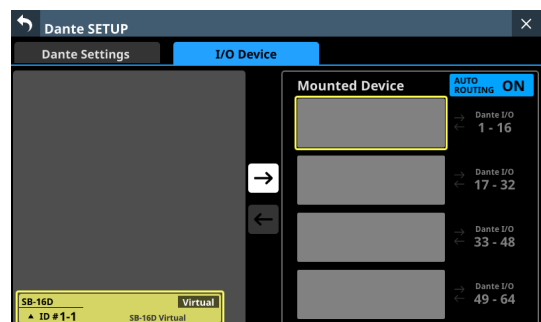 Dante SETUP
Dante Settings
I/O Device
Mounted Device
AUTO ROUTING ON
Dante I/O
1 - 16
Dante I/O
17 - 32
Dante I/O
33 - 48
Dante I/O
49 - 64
SB-16D
Virtual
ID # 1-1
SB-16D Virtual